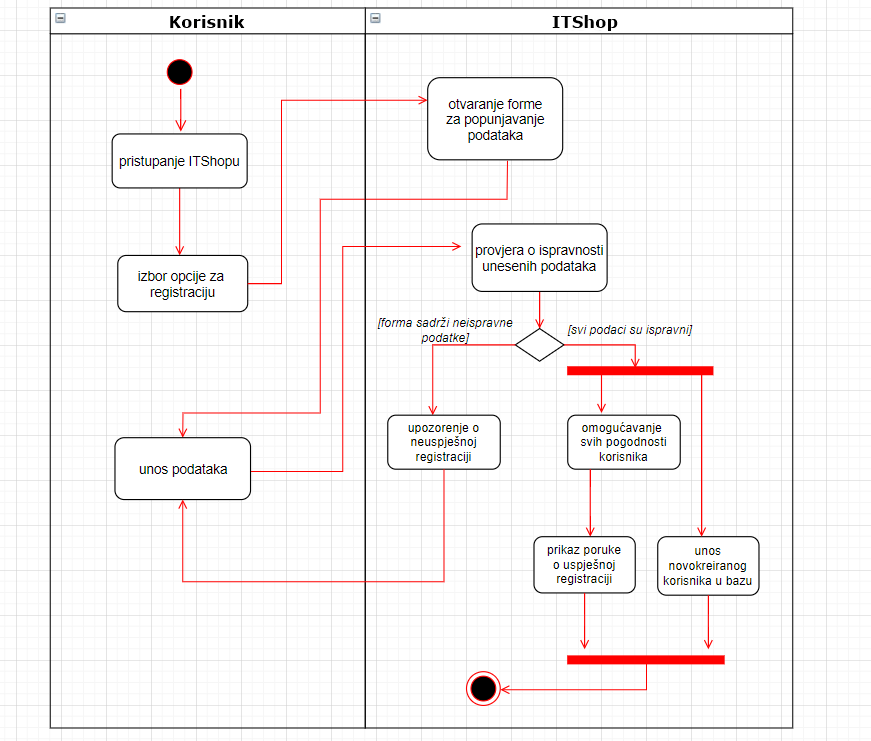 Korisnik
ITShop
otvaranje forme
za popunjavanje
podataka
pristupanje ITShopu
izbor opcije za
registraciju
provjera o ispravnosti
unesenih podataka
[forma sadrži neispravne
podatke]
[svi podaci su ispravni]
upozorenje o
neuspješnoj
registraciji
omogućavanje
svih pogodnosti
korisnika
unos podataka
prikaz poruke
o uspješnoj
registraciji
unos
novokreiranog
korisnika u bazu